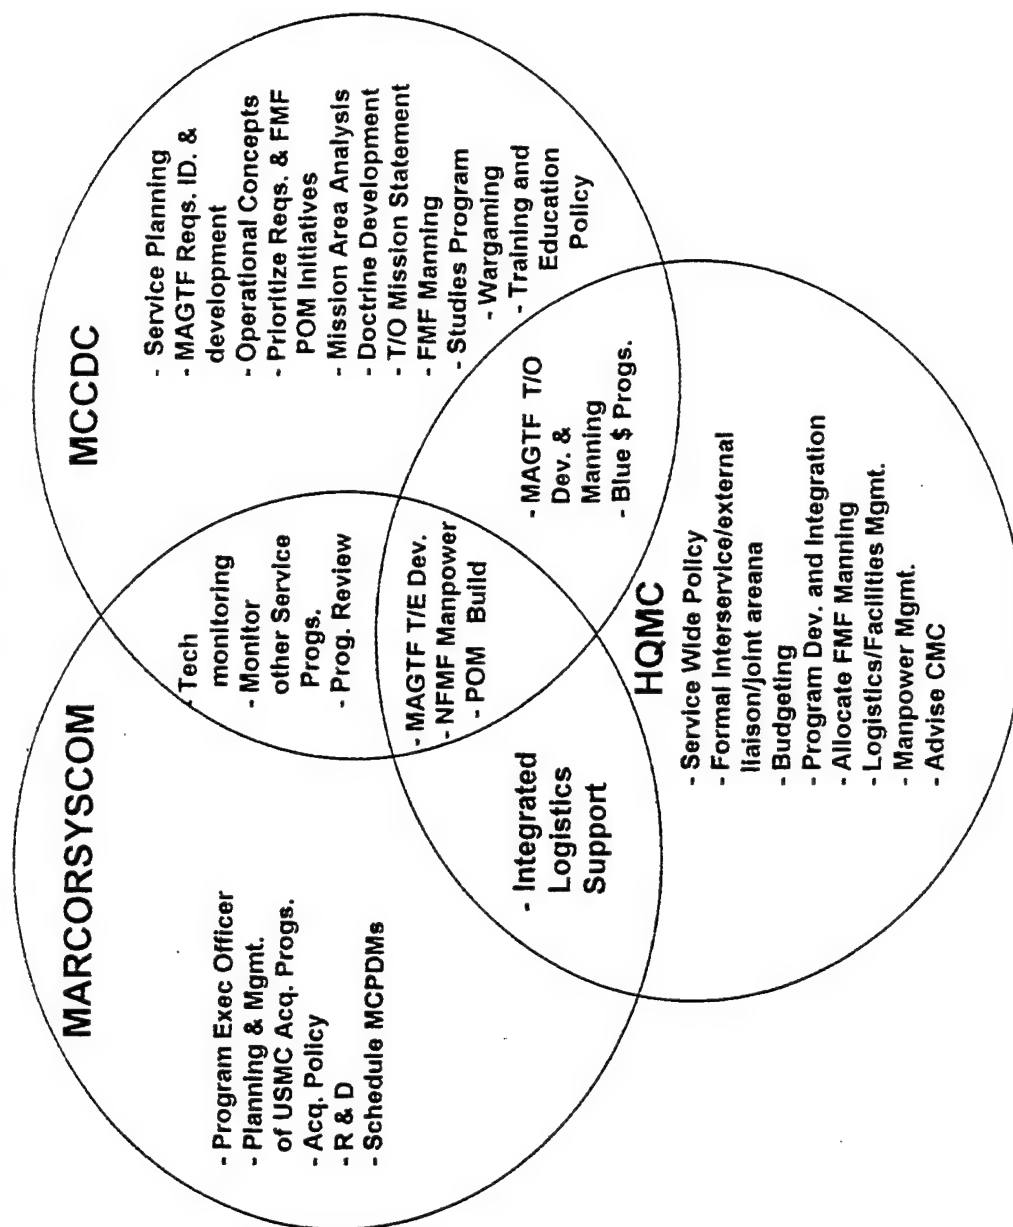 MARCORSYSCOM
- Program Exec Officer
- Planning & Mgmt.
of USMC Acq. Progs.
- Acq. Policy
- R & D
- Schedule MCPDMs
- Tech
monitoring
- Monitor
other Service
Progs.
- Prog. Review
MCCDC
- Service Planning
- MAGTF Reqs. ID. &
development
- Operational Concepts
- Prioritize Reqs. & FMF
POM Initiatives
- Mission Area Analysis
- Doctrine Development
- T/O Mission Statement
- FMF Manning
- Studies Program
- Wargaming
- Training and
Education
Policy
- MAGTF T/E Dev.
- NFMF Manpower
- POM Build
- Integrated
Logistics
Support
- MAGTF T/O
Dev. &
Manning
- Blue $ Progs.
HQMC
- Service Wide Policy
- Formal Interservice/external
liaison/joint areana
- Budgeting
- Program Dev. and Integration
- Allocate FMF Manning
- Logistics/Facilities Mgmt.
- Manpower Mgmt.
- Advise CMC